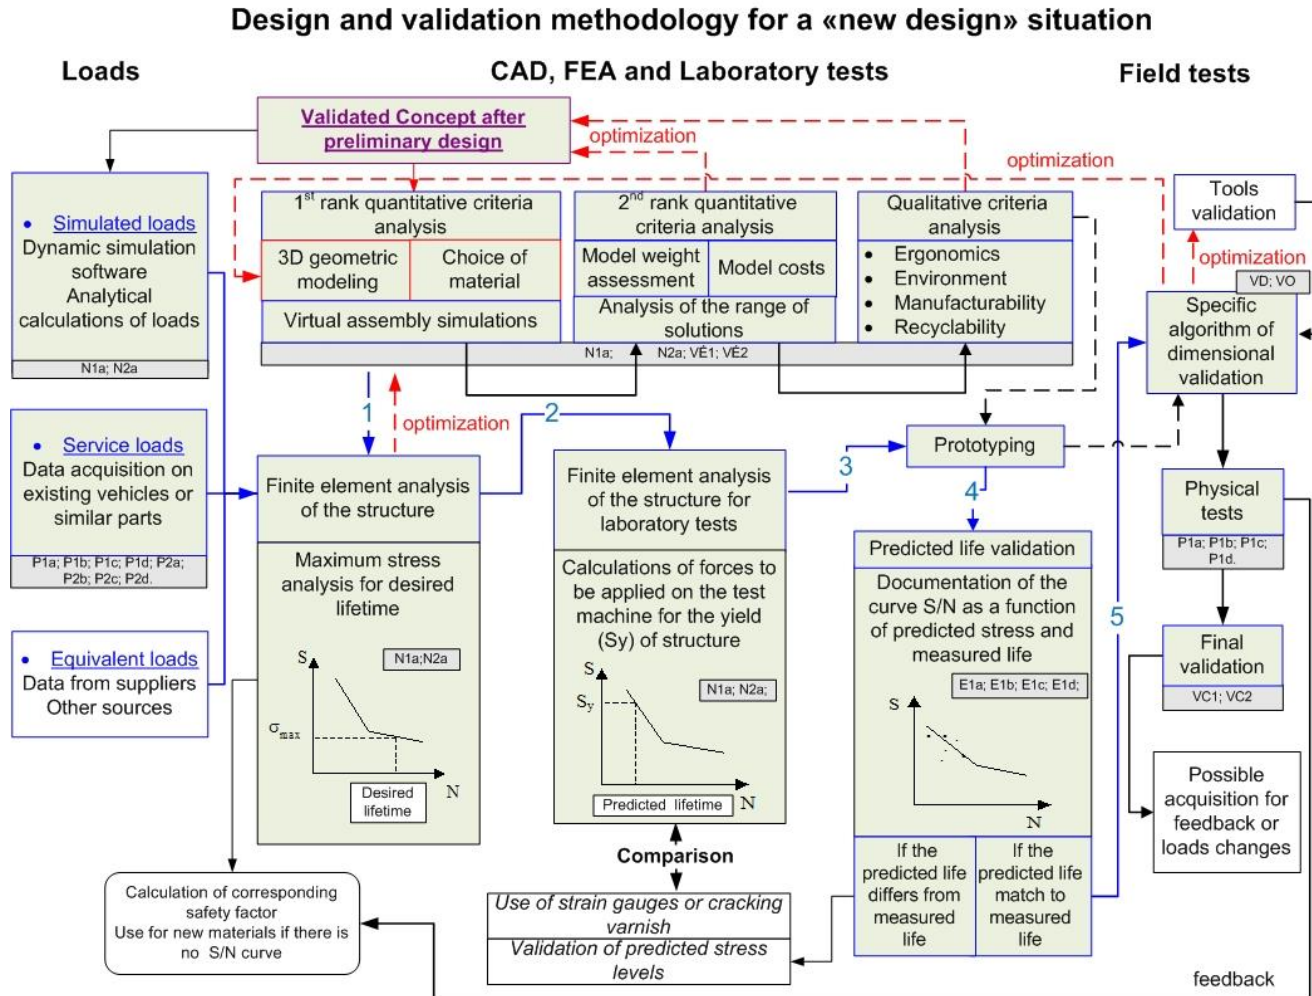 Design and validation methodology for a «new design» situation
Loads
CAD, FEA and Laboratory tests
Field tests
Validated Concept after
preliminary design
optimization
optimization
• Simulated loads
Dynamic simulation
software
Analytical
calculations of loads
N1a; N2a
1st rank quantitative criteria
analysis
3D geometric
modeling
Choice of
material
Virtual assembly simulations
2nd rank quantitative
criteria analysis
Model weight
assessment
Model costs
Analysis of the range of
solutions
Qualitative criteria
analysis
• Ergonomics
• Environment
• Manufacturability
• Recyclability
N1a; N2a; VÉ1; VÉ2
Tools
validation
optimization
VD; VO
Specific
algorithm of
dimensional
validation
1
optimization
2
3
4
5
Prototyping
• Service loads
Data acquisition on
existing vehicles or
similar parts
P1a; P1b; P1c; P1d; P2a;
P2b; P2c; P2d.
• Equivalent loads
Data from suppliers
Other sources
Finite element analysis
of the structure
Maximum stress
analysis for desired
lifetime
N1a;N2a
S
σmax
Desired
lifetime
N
Finite element analysis
of the structure for
laboratory tests
Calculations of forces to
be applied on the test
machine for the yield
(Sy) of structure
N1a; N2a;
S
Sy
Predicted lifetime
N
Predicted life validation
Documentation of the
curve S/N as a function
of predicted stress and
measured life
E1a; E1b; E1c; E1d;
S
N
If the
predicted life
differs from
measured
life
If the
predicted life
match to
measured
life
Physical
tests
P1a; P1b; P1c;
P1d.
Final
validation
VC1; VC2
Possible
acquisition for
feedback or
loads changes
Comparison
Use of strain gauges or cracking
varnish
Validation of predicted stress
levels
Calculation of corresponding
safety factor
Use for new materials if there is
no S/N curve
feedback